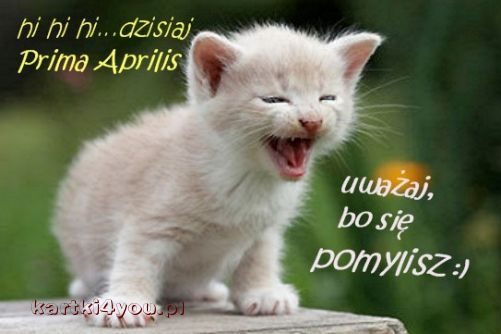 hi hi hi...dzisiaj
Prima Aprilis
uważaj,
bo się
pomylisz :)
kartki4you.pl